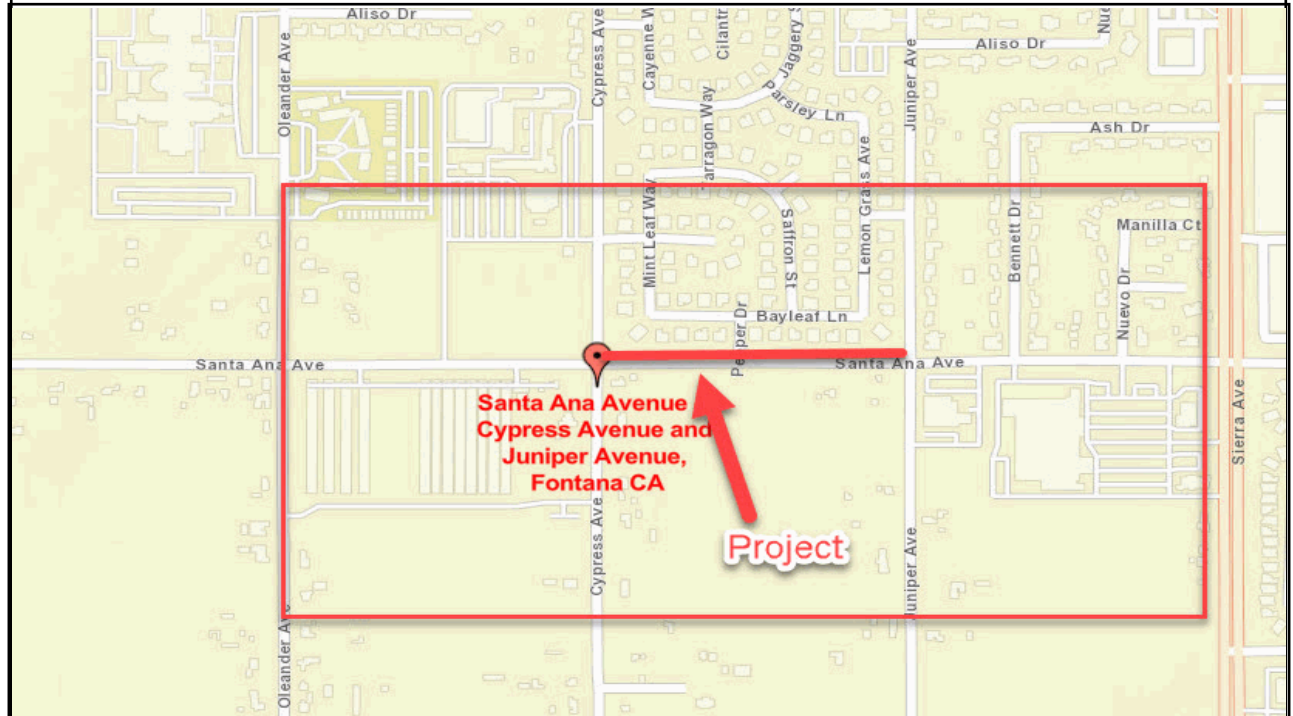 Aliso Dr
Oleander Ave
Cypress Ave
Cayenne W
Cilantr
Jaggery S
Juniper Ave
Aliso Dr
Nue
Parsley Ln
Ash Dr
arragon Way
Lemon Grass Ave
Mint Leaf Way
Saffron St
Bennett Dr
Manilla Ct
Nuevo Dr
Bayleaf Ln
Santa Ana Ave
Santa Ana Ave
Sierra Ave
Santa Ana Avenue
Cypress Avenue and
Juniper Avenue,
Fontana CA
Project
Cypress Ave
Juniper Ave
Oleander Ave